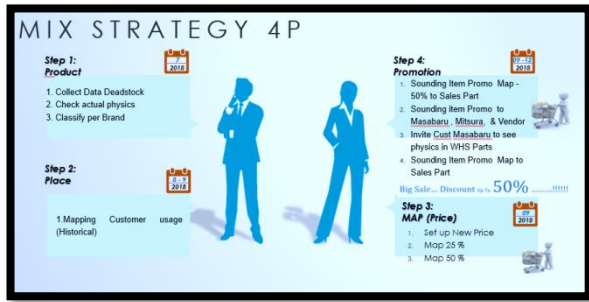 MIX STRATEGY 4P
Step 1:
Product
7
2018
1. Collect Data Deadstock
2. Check actual physics
3. Classify per Brand
Step 2:
Place
8 - 9
2018
1.Mapping Customer usage
(Historical)
Step 4:
Promotion
09 -12
2018
1. Sounding Item Promo Map -
50% to Sales Part
2. Sounding item Promo to
Masabaru , Mitsura, & Vendor
3. Invite Cust Masabaru to see
physics in WHS Parts
4. Sounding Item Promo Map to
Sales Part
Big Sale... Discount Up To 50% .........!!!!!!
Step 3:
MAP (Price)
09
2018
1. Set up New Price
2. Map 25 %
3. Map 50 %